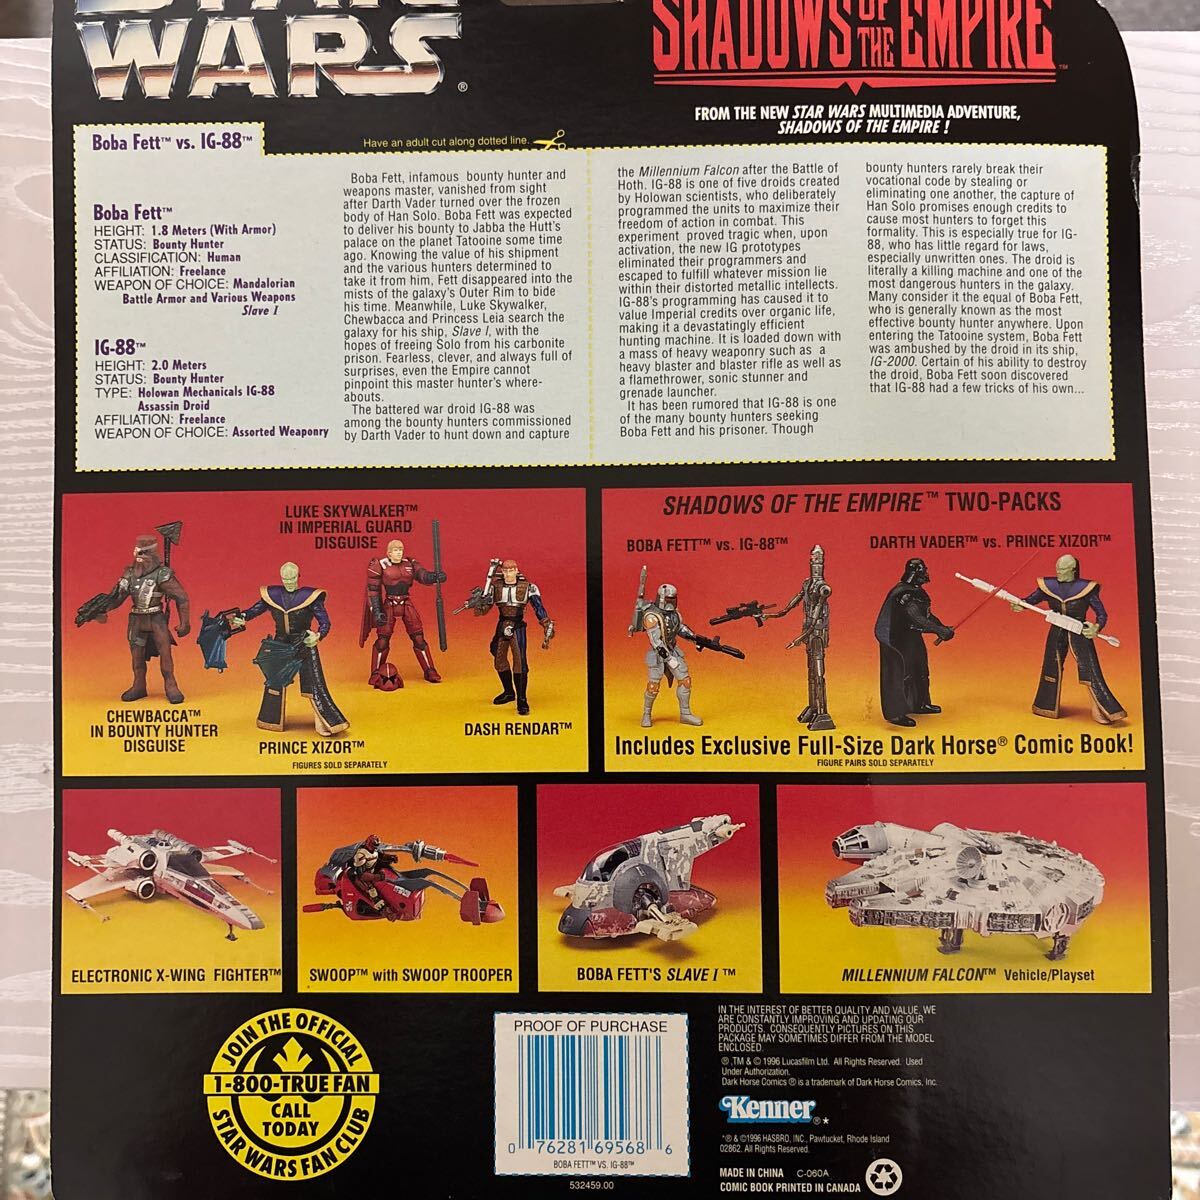 STAR
WARS®
SHADOWS OF THE EMPIRE™
FROM THE NEW STAR WARS MULTIMEDIA ADVENTURE,
SHADOWS OF THE EMPIRE !
Boba Fett™ vs. IG-88™
Have an adult cut along dotted line.
Boba Fett™
HEIGHT: 1.8 Meters (With Armor)
STATUS: Bounty Hunter
CLASSIFICATION: Human
AFFILIATION: Freelance
WEAPON OF CHOICE: Mandalorian
Battle Armor and Various Weapons
Slave I
IG-88™
HEIGHT: 2.0 Meters
STATUS: Bounty Hunter
TYPE: Holowan Mechanicals IG-88
Assassin Droid
AFFILIATION: Freelance
WEAPON OF CHOICE: Assorted Weaponry
Boba Fett, infamous bounty hunter and
weapons master, vanished from sight
after Darth Vader turned over the frozen
body of Han Solo. Boba Fett was expected
to deliver his bounty to Jabba the Hutt's
palace on the planet Tatooine some time
ago. Knowing the value of his shipment
and the various hunters determined to
take it from him, Fett disappeared into the
mists of the galaxy's Outer Rim to bide
his time. Meanwhile, Luke Skywalker,
Chewbacca and Princess Leia search the
galaxy for his ship, Slave I, with the
hopes of freeing Solo from his carbonite
prison. Fearless, clever, and always full of
surprises, even the Empire cannot
pinpoint this master hunter's where-
abouts.
The battered war droid IG-88 was
among the bounty hunters commissioned
by Darth Vader to hunt down and capture
the Millennium Falcon after the Battle of
Hoth. IG-88 is one of five droids created
by Holowan scientists, who deliberately
programmed the units to maximize their
freedom of action in combat. This
experiment proved tragic when, upon
activation, the new IG prototypes
eliminated their programmers and
escaped to fulfill whatever mission lie
within their distorted metallic intellects.
IG-88's programming has caused it to
value Imperial credits over organic life,
making it a devastatingly efficient
hunting machine. It is loaded down with
a mass of heavy weaponry such as a
heavy blaster and blaster rifle as well as
a flamethrower, sonic stunner and
grenade launcher.
It has been rumored that IG-88 is one
of the many bounty hunters seeking
Boba Fett and his prisoner. Though
bounty hunters rarely break their
vocational code by stealing or
eliminating one another, the capture of
Han Solo promises enough credits to
cause most hunters to forget this
formality. This is especially true for IG-
88, who has little regard for laws,
especially unwritten ones. The droid is
literally a killing machine and one of the
most dangerous hunters in the galaxy.
Many consider it the equal of Boba Fett,
who is generally known as the most
effective bounty hunter anywhere. Upon
entering the Tatooine system, Boba Fett
was ambushed by the droid in its ship,
IG-2000. Certain of his ability to destroy
the droid, Boba Fett soon discovered
that IG-88 had a few tricks of his own...
LUKE SKYWALKER™
IN IMPERIAL GUARD
DISGUISE
CHEWBACCA™
IN BOUNTY HUNTER
DISGUISE
PRINCE XIZOR™
DASH RENDAR™
FIGURES SOLD SEPARATELY
SHADOWS OF THE EMPIRE™ TWO-PACKS
BOBA FETT™ vs. IG-88™
DARTH VADER™ vs. PRINCE XIZOR™
Includes Exclusive Full-Size Dark Horse® Comic Book!
FIGURE PAIRS SOLD SEPARATELY
ELECTRONIC X-WING FIGHTER™
SWOOP™ with SWOOP TROOPER
BOBA FETT'S SLAVE I ™
MILLENNIUM FALCON™ Vehicle/Playset
JOIN THE OFFICIAL
1-800-TRUE FAN
CALL
TODAY
STAR WARS FAN CLUB
PROOF OF PURCHASE
0 76281 69568 6
BOBA FETT™ VS. IG-88™
532459.00
IN THE INTEREST OF BETTER QUALITY AND VALUE, WE
ARE CONSTANTLY IMPROVING AND UPDATING OUR
PRODUCTS. CONSEQUENTLY PICTURES ON THIS
PACKAGE MAY SOMETIMES DIFFER FROM THE MODEL
ENCLOSED.
®,TM & © 1996 Lucasfilm Ltd. All Rights Reserved. Used
Under Authorization.
Dark Horse Comics ® is a trademark of Dark Horse Comics, Inc.
Kenner®*
*® & ©1996 HASBRO, INC., Pawtucket, Rhode Island
02862. All Rights Reserved.
MADE IN CHINA C-060A
COMIC BOOK PRINTED IN CANADA